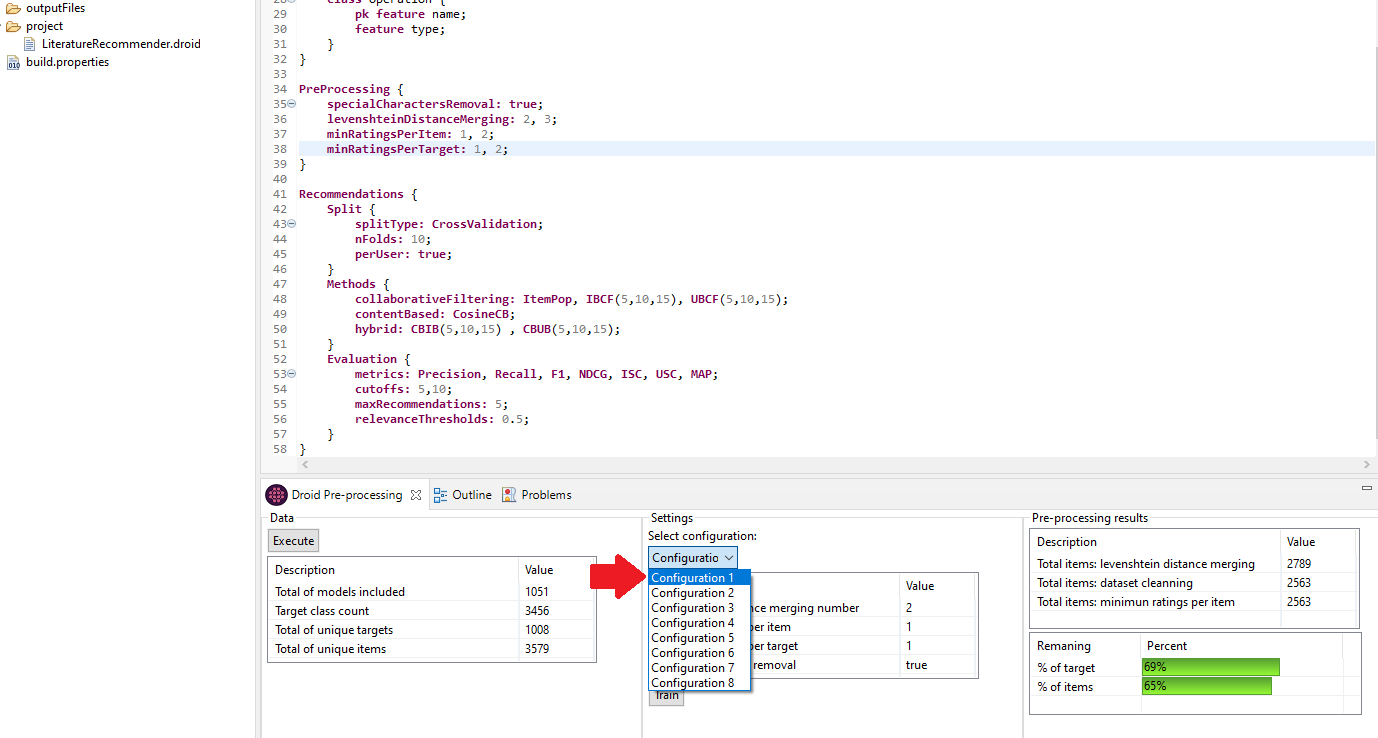 outputFiles
project
LiteratureRecommender.droid
build.properties
29 pk feature name;
30 feature type;
31 }
32 }
33
34 PreProcessing {
35 specialCharactersRemoval: true;
36 levenshteinDistanceMerging: 2, 3;
37 minRatingsPerItem: 1, 2;
38 minRatingsPerTarget: 1, 2;
39 }
40
41 Recommendations {
42 Split {
43 splitType: CrossValidation;
44 nFolds: 10;
45 perUser: true;
46 }
47 Methods {
48 collaborativeFiltering: ItemPop, IBCF(5,10,15), UBCF(5,10,15);
49 contentBased: CosineCB;
50 hybrid: CBIB(5,10,15) , CBUB(5,10,15);
51 }
52 Evaluation {
53 metrics: Precision, Recall, F1, NDCG, ISC, USC, MAP;
54 cutoffs: 5,10;
55 maxRecommendations: 5;
56 relevanceThresholds: 0.5;
57 }
58 }
Droid Pre-processing Outline Problems
Data
Execute
Description Value
Total of models included 1051
Target class count 3456
Total of unique targets 1008
Total of unique items 3579
Settings
Select configuration:
Configuratio
Configuration 1
Configuration 2
Configuration 3
Configuration 4
Configuration 5
Configuration 6
Configuration 7
Configuration 8
Value
merging number 2
item 1
target 1
removal true
Train
Pre-processing results
Description Value
Total items: levenshtein distance merging 2789
Total items: dataset cleanning 2563
Total items: minimun ratings per item 2563
Remaning Percent
% of target 69%
% of items 65%